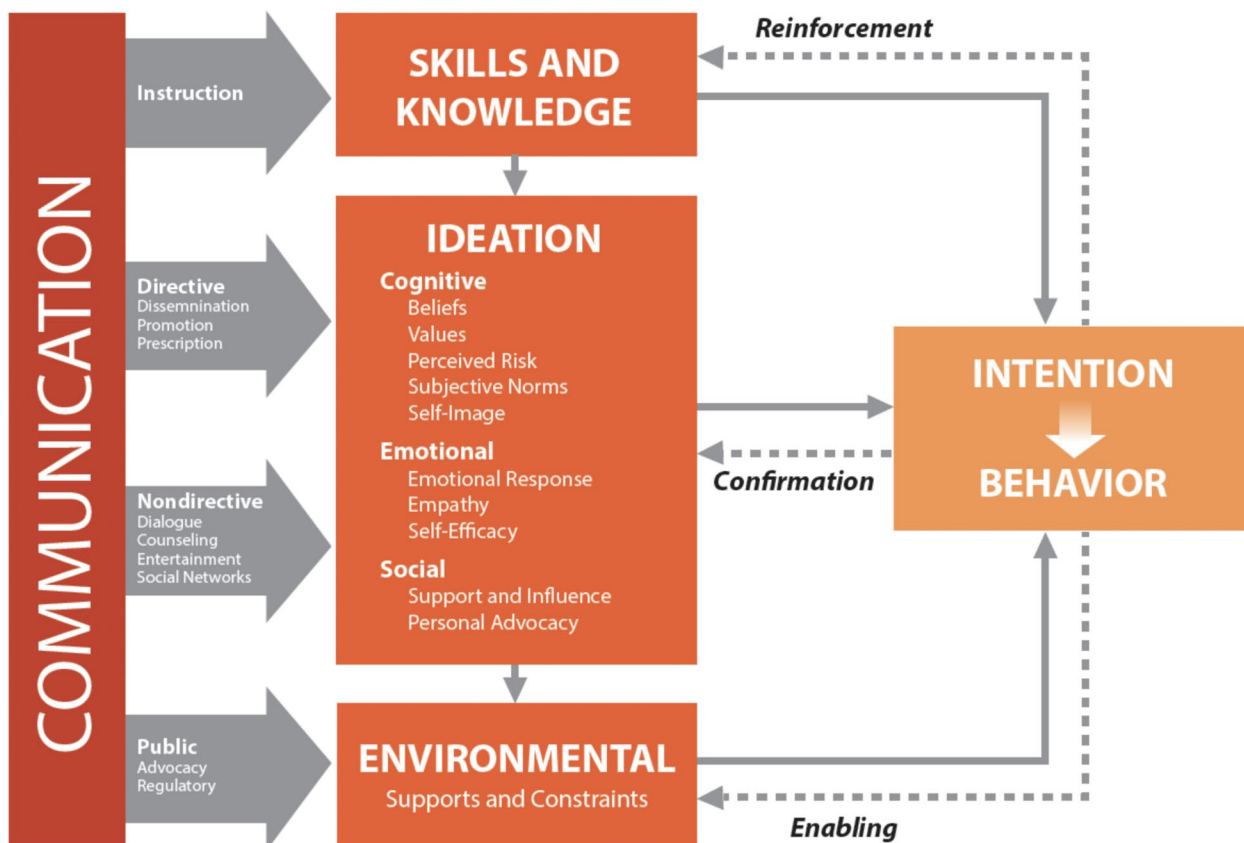 COMMUNICATION
Instruction
Directive
Dissemnination
Promotion
Prescription
Nondirective
Dialogue
Counseling
Entertainment
Social Networks
Public
Advocacy
Regulatory
SKILLS AND
KNOWLEDGE
IDEATION
Cognitive
Beliefs
Values
Perceived Risk
Subjective Norms
Self-Image
Emotional
Emotional Response
Empathy
Self-Efficacy
Social
Support and Influence
Personal Advocacy
ENVIRONMENTAL
Supports and Constraints
Reinforcement
INTENTION
BEHAVIOR
Confirmation
Enabling